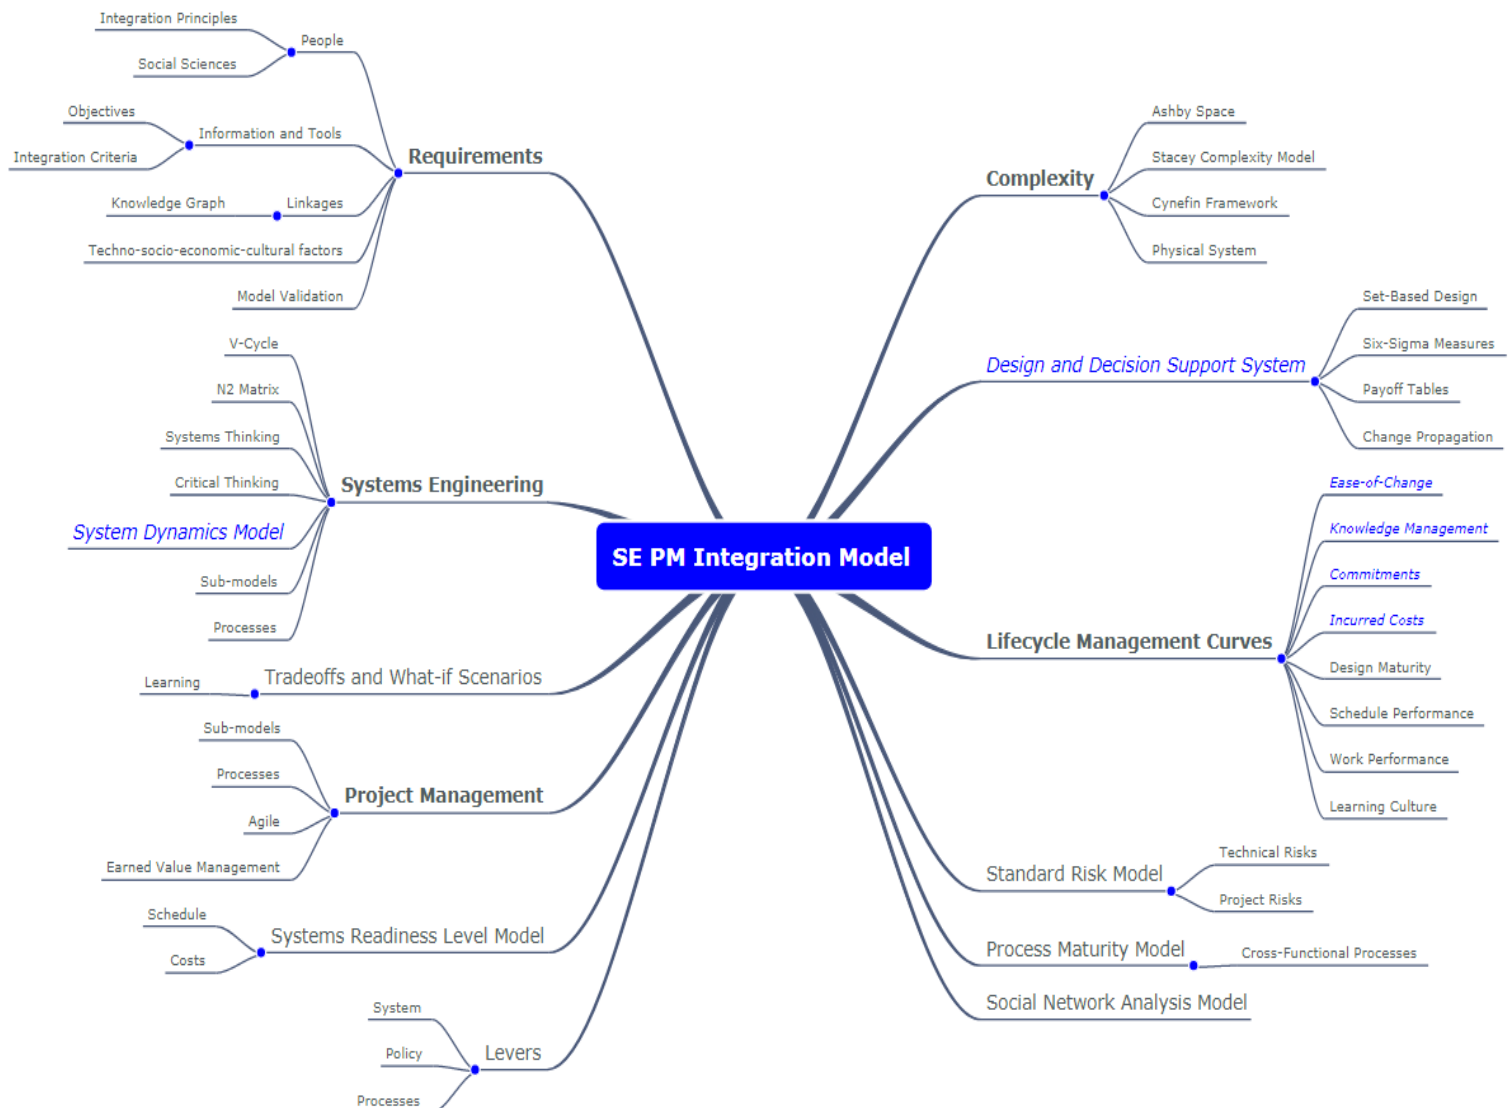 SE PM Integration Model
Requirements
People
Integration Principles
Social Sciences
Information and Tools
Objectives
Integration Criteria
Linkages
Knowledge Graph
Techno-socio-economic-cultural factors
Model Validation
Systems Engineering
V-Cycle
N2 Matrix
Systems Thinking
Critical Thinking
System Dynamics Model
Sub-models
Processes
Tradeoffs and What-if Scenarios
Learning
Project Management
Sub-models
Processes
Agile
Earned Value Management
Systems Readiness Level Model
Schedule
Costs
Levers
System
Policy
Processes
Complexity
Ashby Space
Stacey Complexity Model
Cynefin Framework
Physical System
Design and Decision Support System
Set-Based Design
Six-Sigma Measures
Payoff Tables
Change Propagation
Lifecycle Management Curves
Ease-of-Change
Knowledge Management
Commitments
Incurred Costs
Design Maturity
Schedule Performance
Work Performance
Learning Culture
Standard Risk Model
Technical Risks
Project Risks
Process Maturity Model
Cross-Functional Processes
Social Network Analysis Model